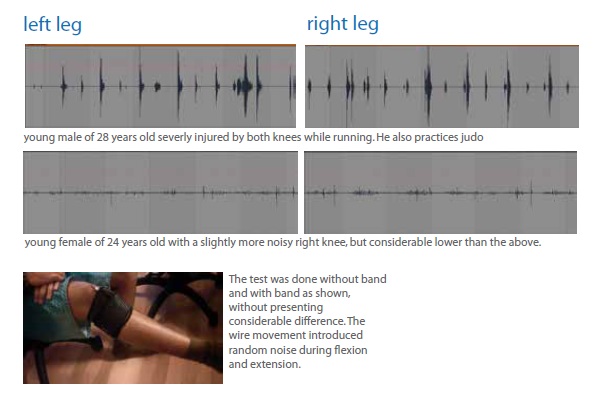 left leg
right leg
young male of 28 years old severly injured by both knees while running. He also practices judo
young female of 24 years old with a slightly more noisy right knee, but considerable lower than the above.
The test was done without band
and with band as shown,
without presenting
considerable difference. The
wire movement introduced
random noise during flexion
and extension.